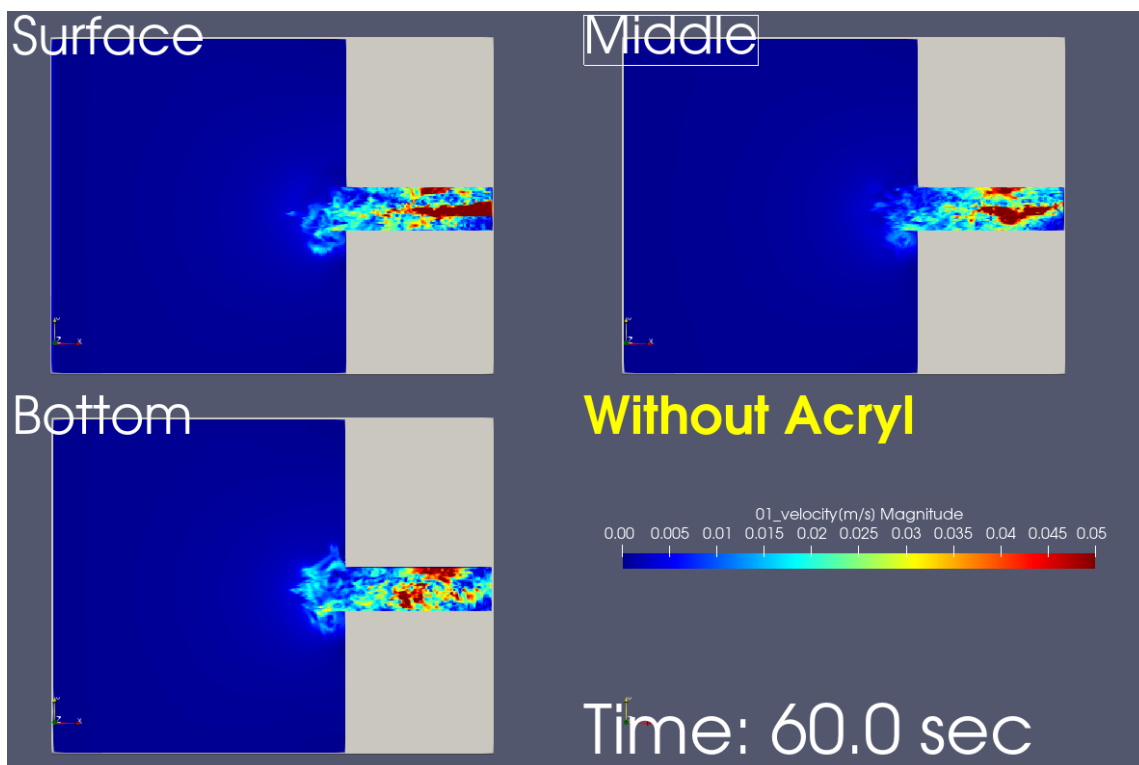 Surface
Middle
Y
Z X
Y
Z X
Bottom
Without Acryl
01_velocity(m/s) Magnitude
0.00 0.005 0.01 0.015 0.02 0.025 0.03 0.035 0.04 0.045 0.05
Y
Z X
Time: 60.0 sec